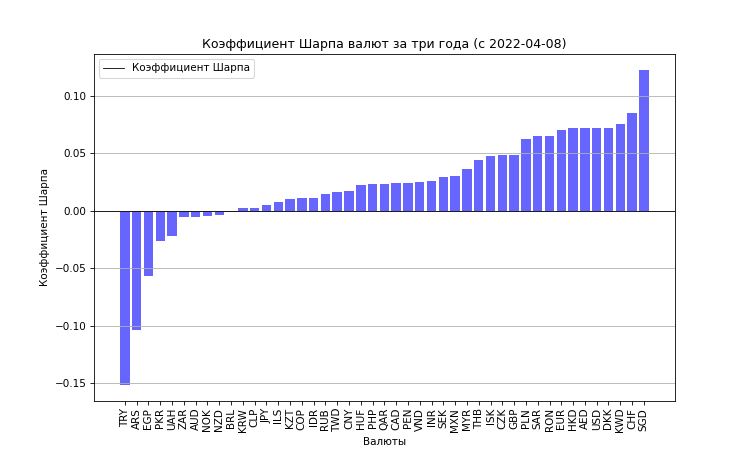 Коэффициент Шарпа валют за три года (с 2022-04-08)
Коэффициент Шарпа
Коэффициент Шарпа
0.10
0.05
0.00
−0.05
−0.10
−0.15
TRY ARS EGP PKR UAH ZAR AUD NOK NZD BRL KRW CLP JPY ILS KZT COP IDR RUB TWD CNY HUF PHP QAR CAD PEN VND INR SEK MXN MYR THB ISK CZK GBP PLN SAR RON EUR HKD AED USD DKK KWD CHF SGD
Валюты